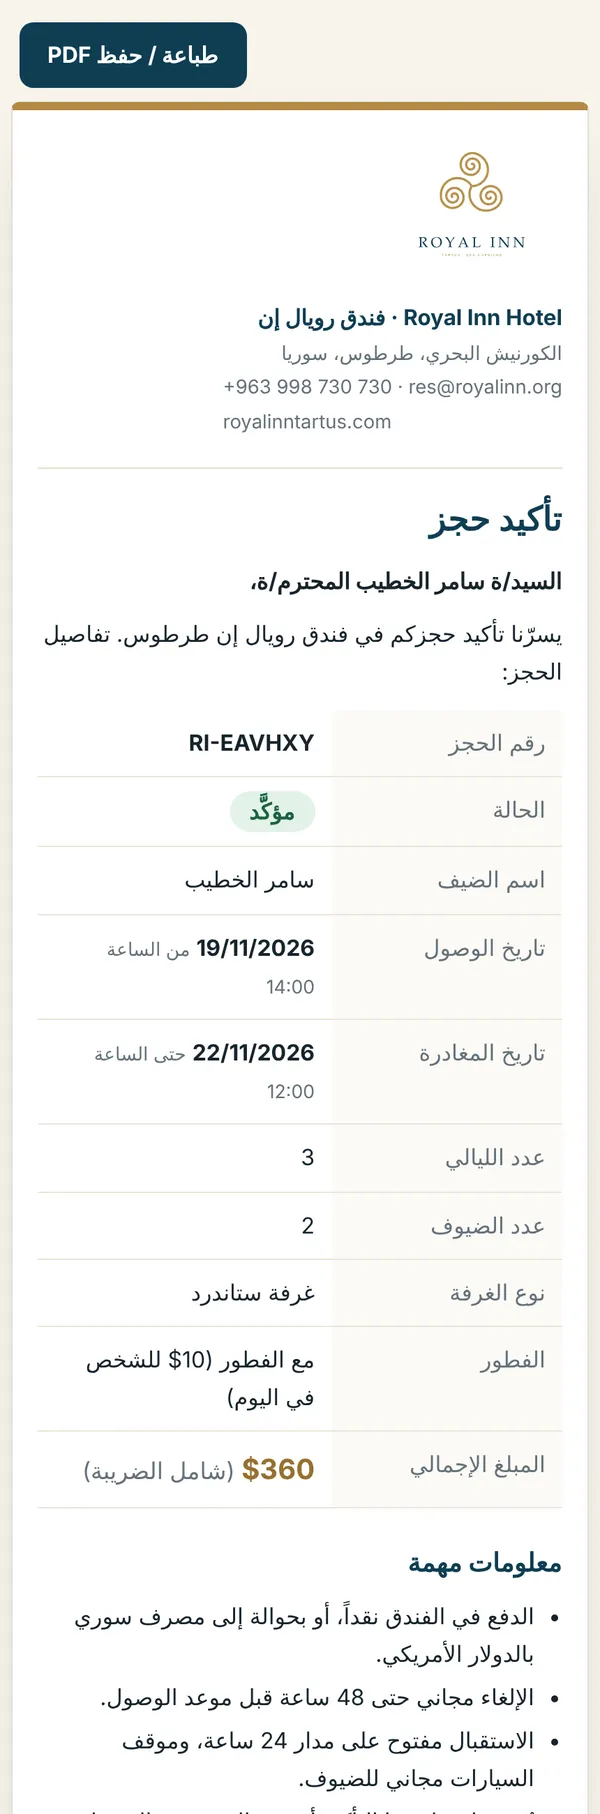 طباعة / حفظ PDF
ROYAL INN
Royal Inn Hotel · فندق رويال إن
الكورنيش البحري، طرطوس، سوريا
+963 998 730 730 · res@royalinn.org
royalinntartus.com
تأكيد حجز
السيد/ة سامر الخطيب المحترم/ة،
يسرّنا تأكيد حجزكم في فندق رويال إن طرطوس. تفاصيل
الحجز:
رقم الحجز RI-EAVHXY
الحالة مؤكَّد
اسم الضيف سامر الخطيب
تاريخ الوصول 19/11/2026 من الساعة
14:00
تاريخ المغادرة 22/11/2026 حتى الساعة
12:00
عدد الليالي 3
عدد الضيوف 2
نوع الغرفة غرفة ستاندرد
الفطور مع الفطور (10$ للشخص
في اليوم)
المبلغ الإجمالي $360 (شامل الضريبة)
معلومات مهمة
• الدفع في الفندق نقداً، أو بحوالة إلى مصرف سوري
بالدولار الأمريكي.
• الإلغاء مجاني حتى 48 ساعة قبل موعد الوصول.
• الاستقبال مفتوح على مدار 24 ساعة، وموقف
السيارات مجاني للضيوف.